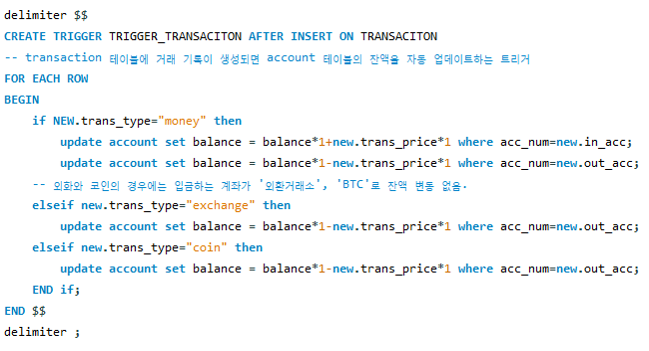 delimiter $$
CREATE TRIGGER TRIGGER_TRANSACITON AFTER INSERT ON TRANSACITON
-- transaction 테이블에 거래 기록이 생성되면 account 테이블의 잔액을 자동 업데이트하는 트리거
FOR EACH ROW
BEGIN
    if NEW.trans_type="money" then
        update account set balance = balance*1+new.trans_price*1 where acc_num=new.in_acc;
        update account set balance = balance*1-new.trans_price*1 where acc_num=new.out_acc;
    -- 외화와 코인의 경우에는 입금하는 계좌가 '외환거래소', 'BTC'로 잔액 변동 없음.
    elseif new.trans_type="exchange" then
        update account set balance = balance*1-new.trans_price*1 where acc_num=new.out_acc;
    elseif new.trans_type="coin" then
        update account set balance = balance*1-new.trans_price*1 where acc_num=new.out_acc;
    END if;
END $$
delimiter ;